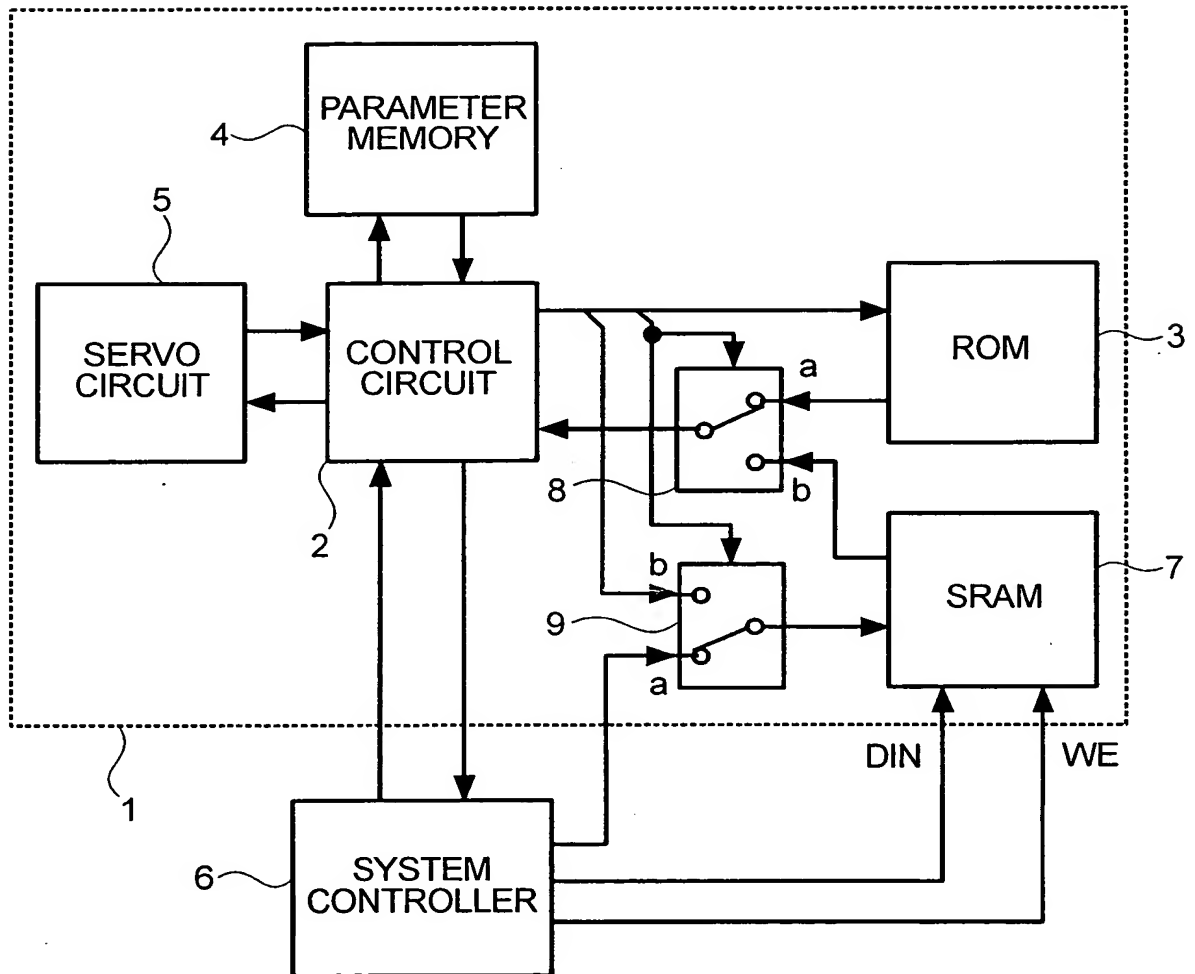 PARAMETER
MEMORY
4
5
SERVO
CIRCUIT
CONTROL
CIRCUIT
2
ROM
3
a
b
8
b
a
9
SRAM
7
DIN
WE
1
SYSTEM
CONTROLLER
6